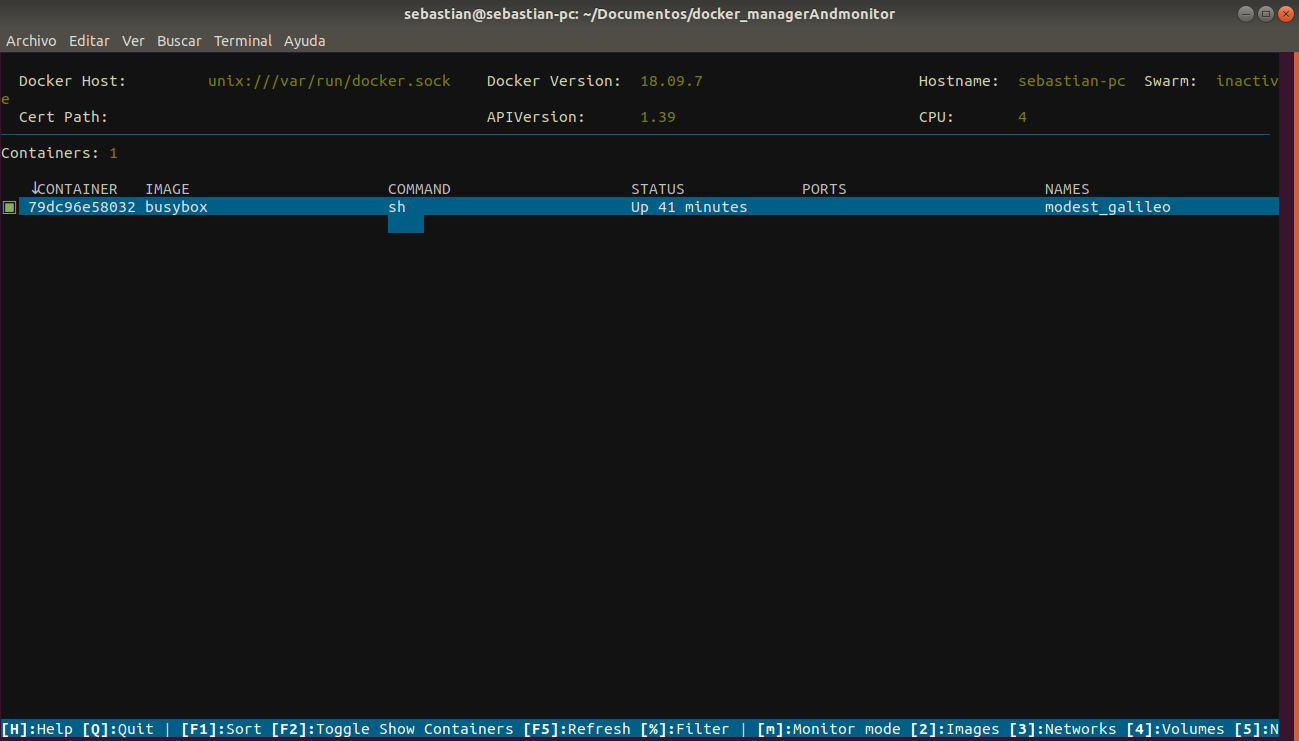 sebastian@sebastian-pc: ~/Documentos/docker_managerAndmonitor
Archivo Editar Ver Buscar Terminal Ayuda
Docker Host: unix:///var/run/docker.sock Docker Version: 18.09.7 Hostname: sebastian-pc Swarm: inactiv
e
Cert Path: APIVersion: 1.39 CPU: 4
Containers: 1
↓CONTAINER IMAGE COMMAND STATUS PORTS NAMES
79dc96e58032 busybox sh Up 41 minutes modest_galileo
[H]:Help [Q]:Quit | [F1]:Sort [F2]:Toggle Show Containers [F5]:Refresh [%]:Filter | [m]:Monitor mode [2]:Images [3]:Networks [4]:Volumes [5]:N